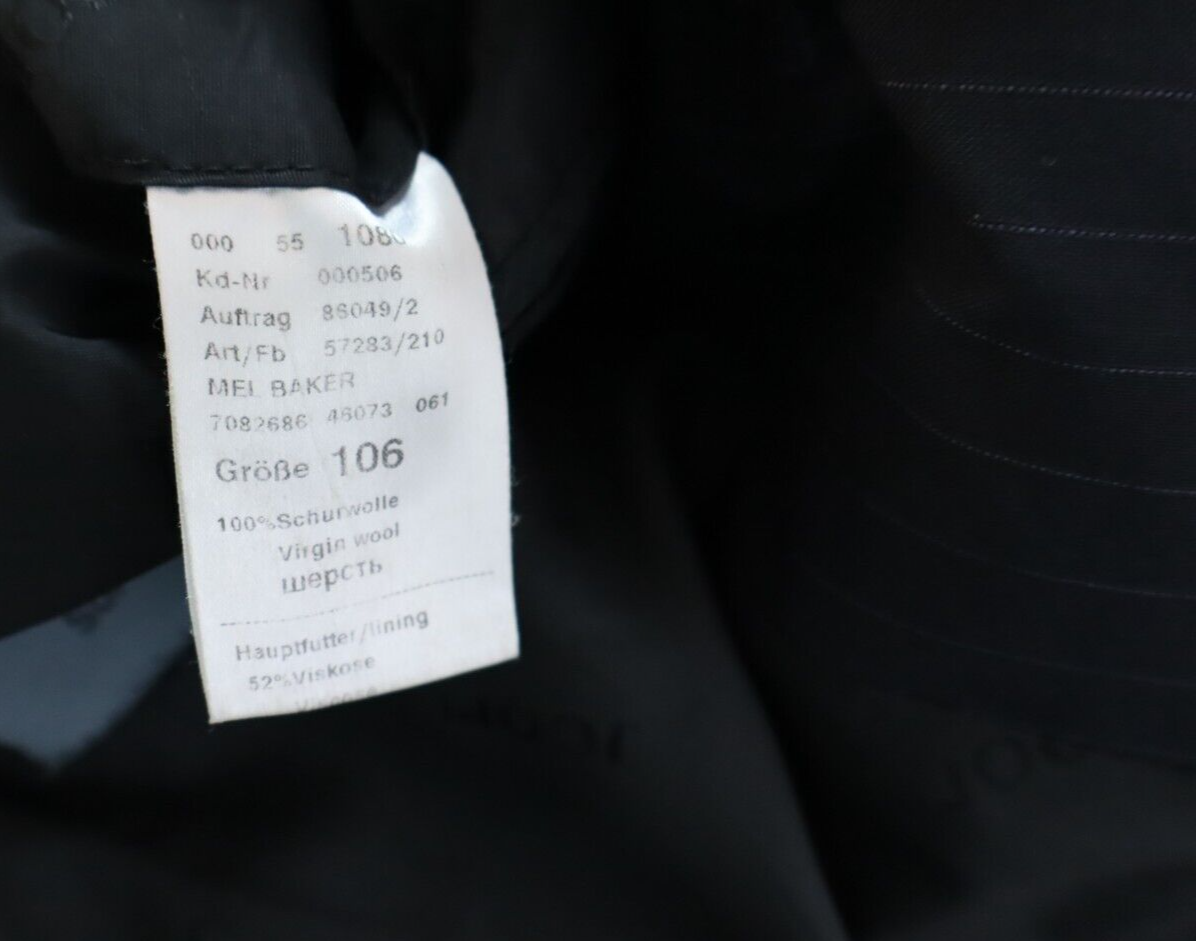 000 55 108
Kd-Nr 000506
Auftrag 86049/2
Art/Fb 57283/210
MEL BAKER
7082686 46073 061
Größe 106
100%Schurwolle
Virgin wool
шерсть
Hauptfutter/lining
52%Viskose